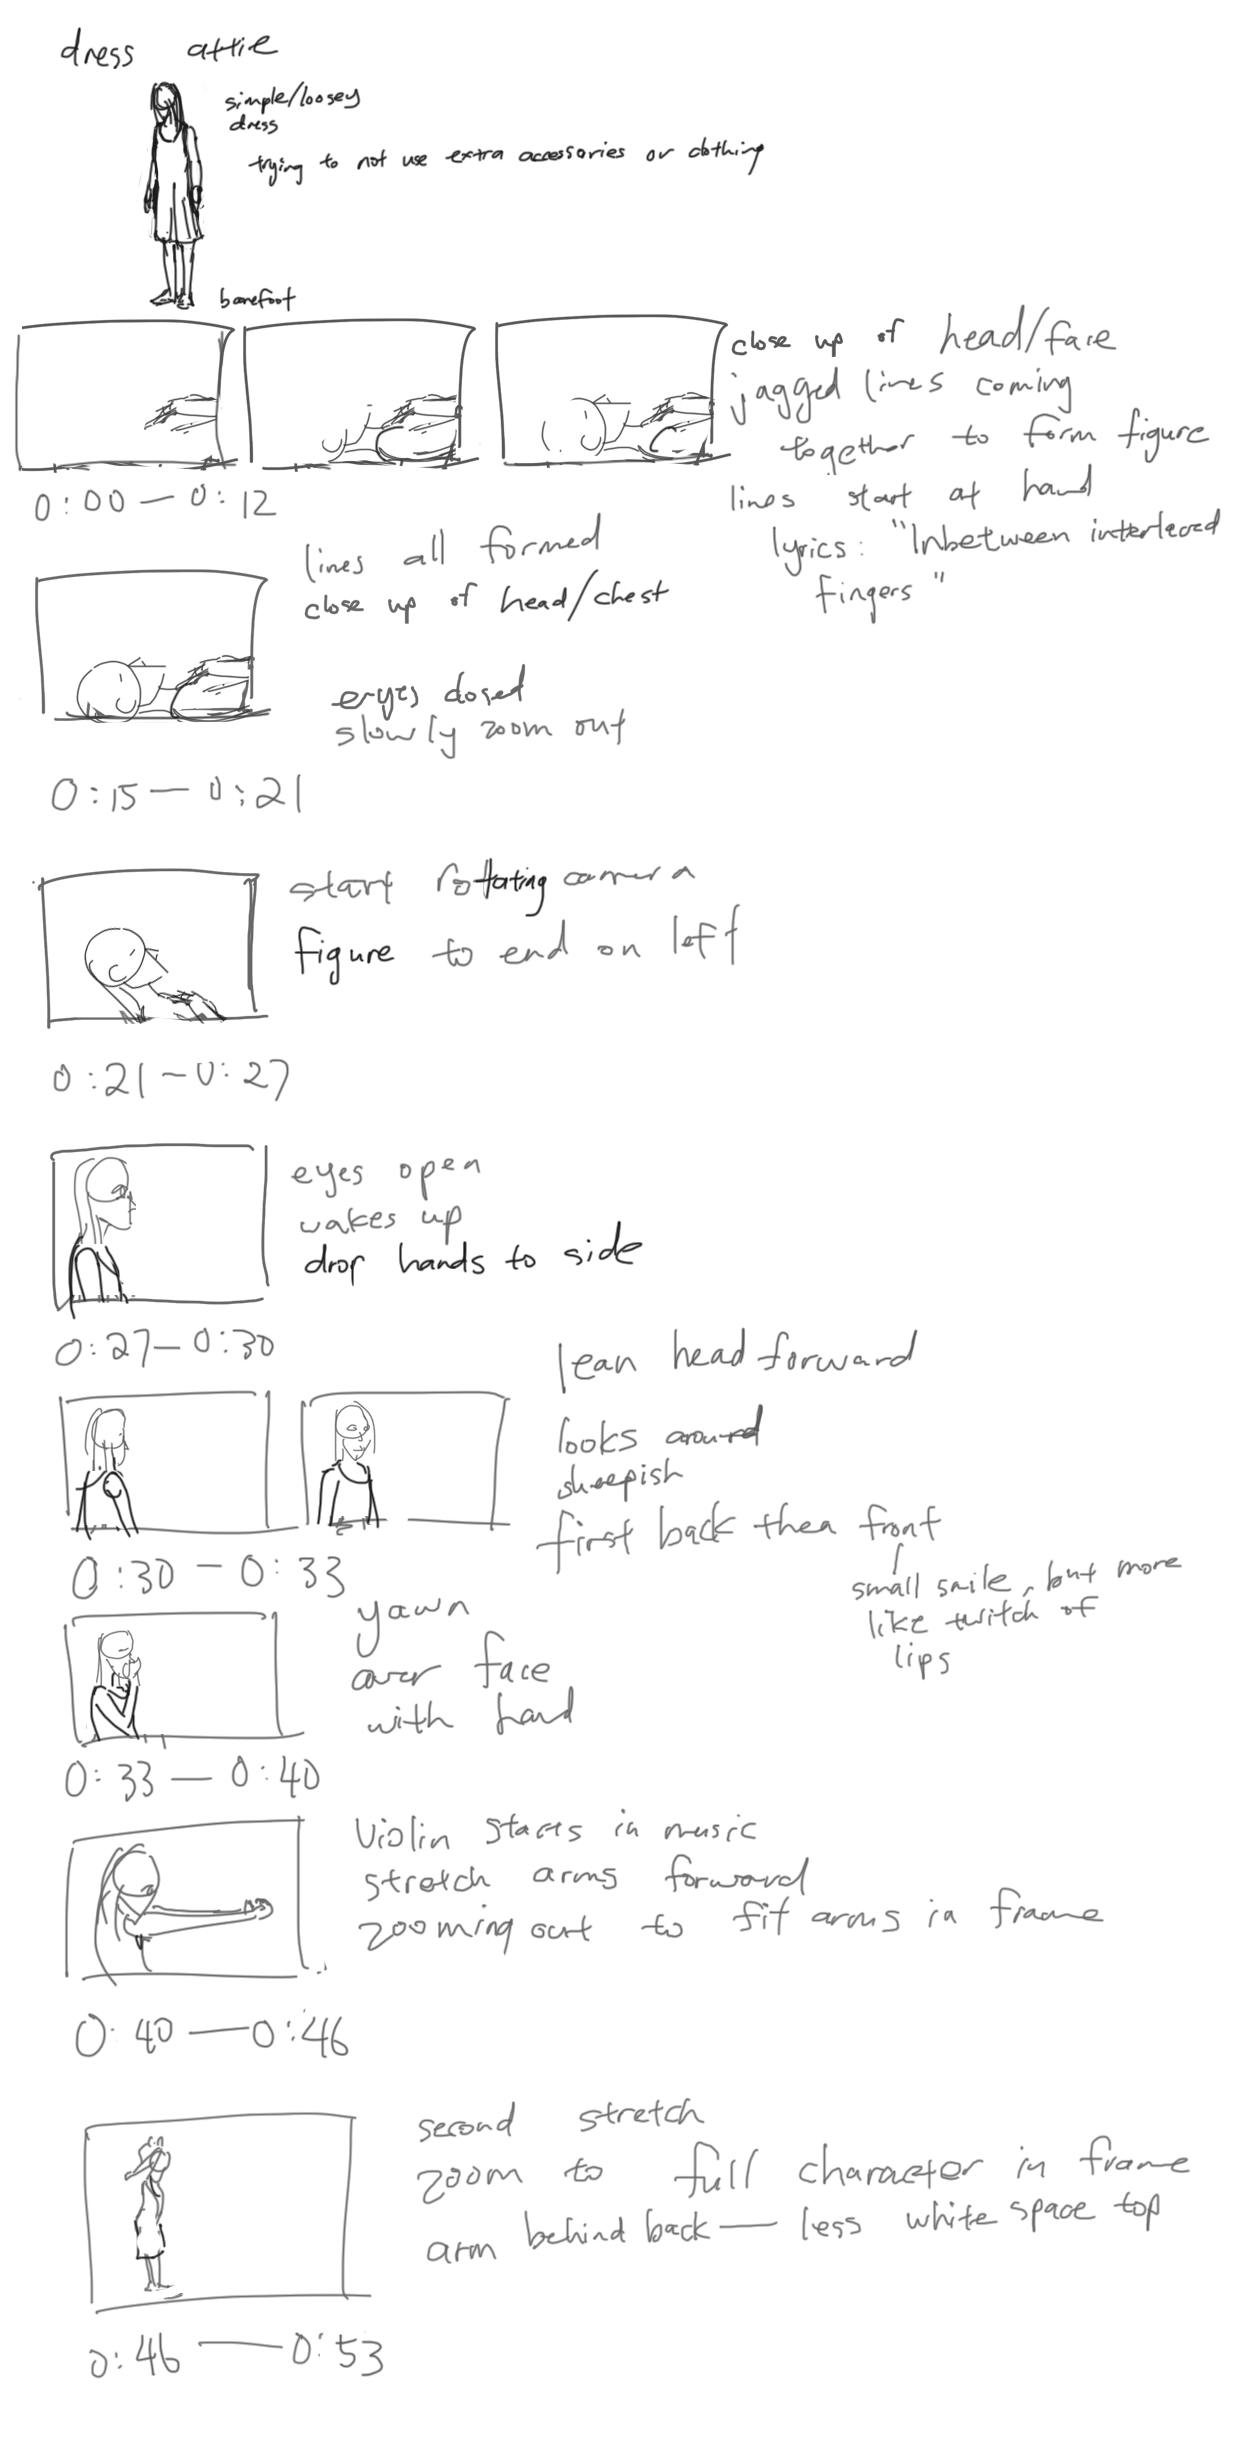 dress attie
simple/loosey
dress
trying to not use extra accessories or clothing
barefoot
close up of head/face
jagged lines coming
together to form figure
lines start at hand
lyrics: "Inbetween interlaced
fingers"
0:00 — 0:12
lines all formed
close up of head/chest
eryes closed
slowly zoom out
0:15 — 0:21
start rottating camera
figure to end on left
0:21 — 0:27
eyes open
wakes up
drop hands to side
0:27 — 0:30
lean head forward
looks around
sheepish
first back then front
small smile, but more
like twitch of
lips
0:30 — 0:33
yawn
over face
with hand
0:33 — 0:40
Violin starts in music
stretch arms forward
zooming out to fit arms in frame
0:40 — 0:46
second stretch
zoom to full character in frame
arm behind back — less white space top
0:46 — 0:53